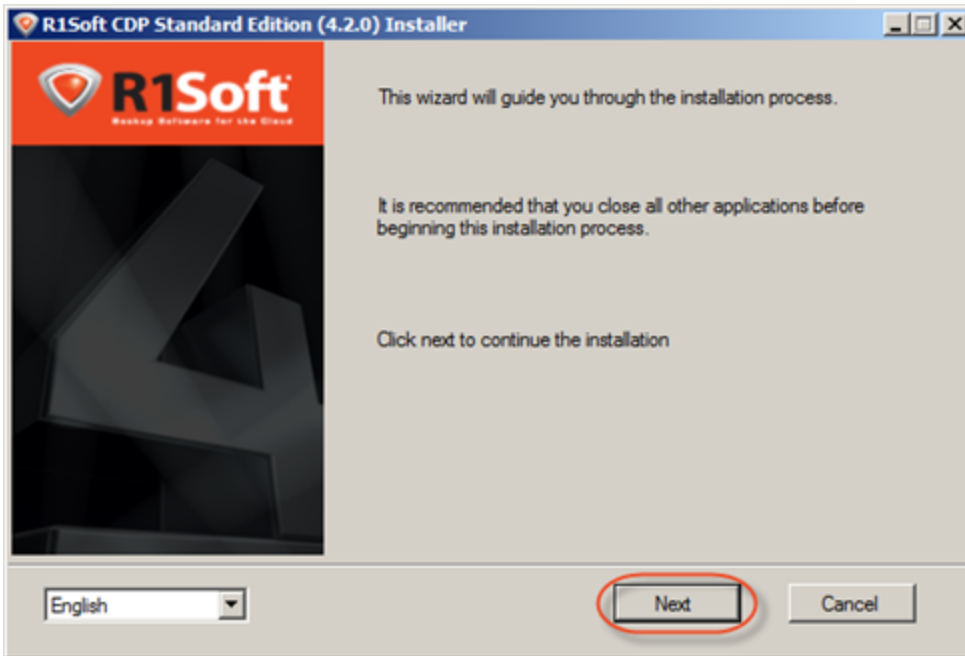 R1Soft CDP Standard Edition (4.2.0) Installer
R1Soft
Backup Software for the Cloud
This wizard will guide you through the installation process.
It is recommended that you close all other applications before
beginning this installation process.
Click next to continue the installation
English
Next
Cancel